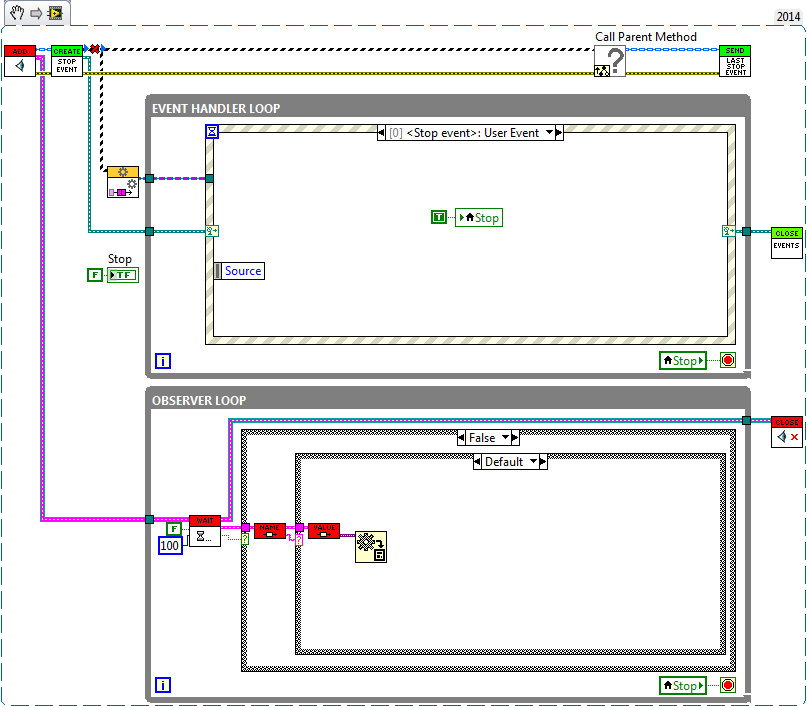 2014
Call Parent Method
ADD
CREATE
STOP
EVENT
SEND
LAST
STOP
EVENT
EVENT HANDLER LOOP
[0] <Stop event>: User Event
T
Stop
CLOSE
EVENTS
Stop
F
TF
Source
i
Stop
OBSERVER LOOP
CLOSE
False
Default
WAIT
F
100
NAME
VALUE
?
?
i
Stop